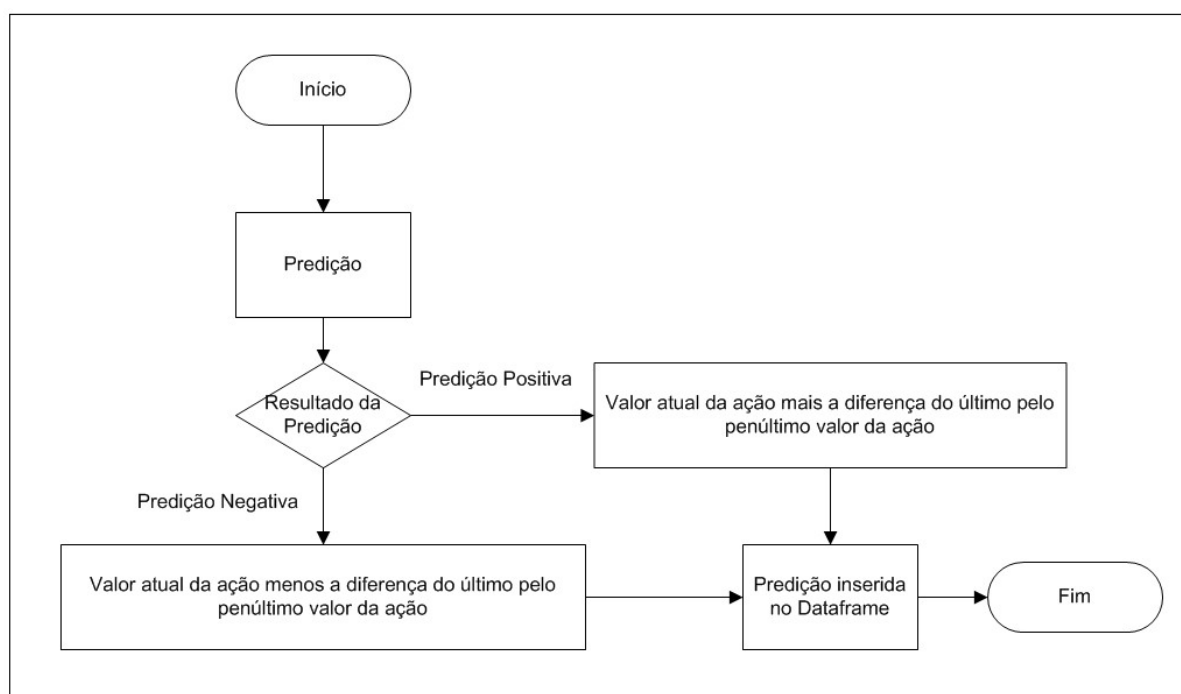 Início
Predição
Resultado da
Predição
Predição Positiva
Valor atual da ação mais a diferença do último pelo
penúltimo valor da ação
Predição Negativa
Valor atual da ação menos a diferença do último pelo
penúltimo valor da ação
Predição inserida
no Dataframe
Fim